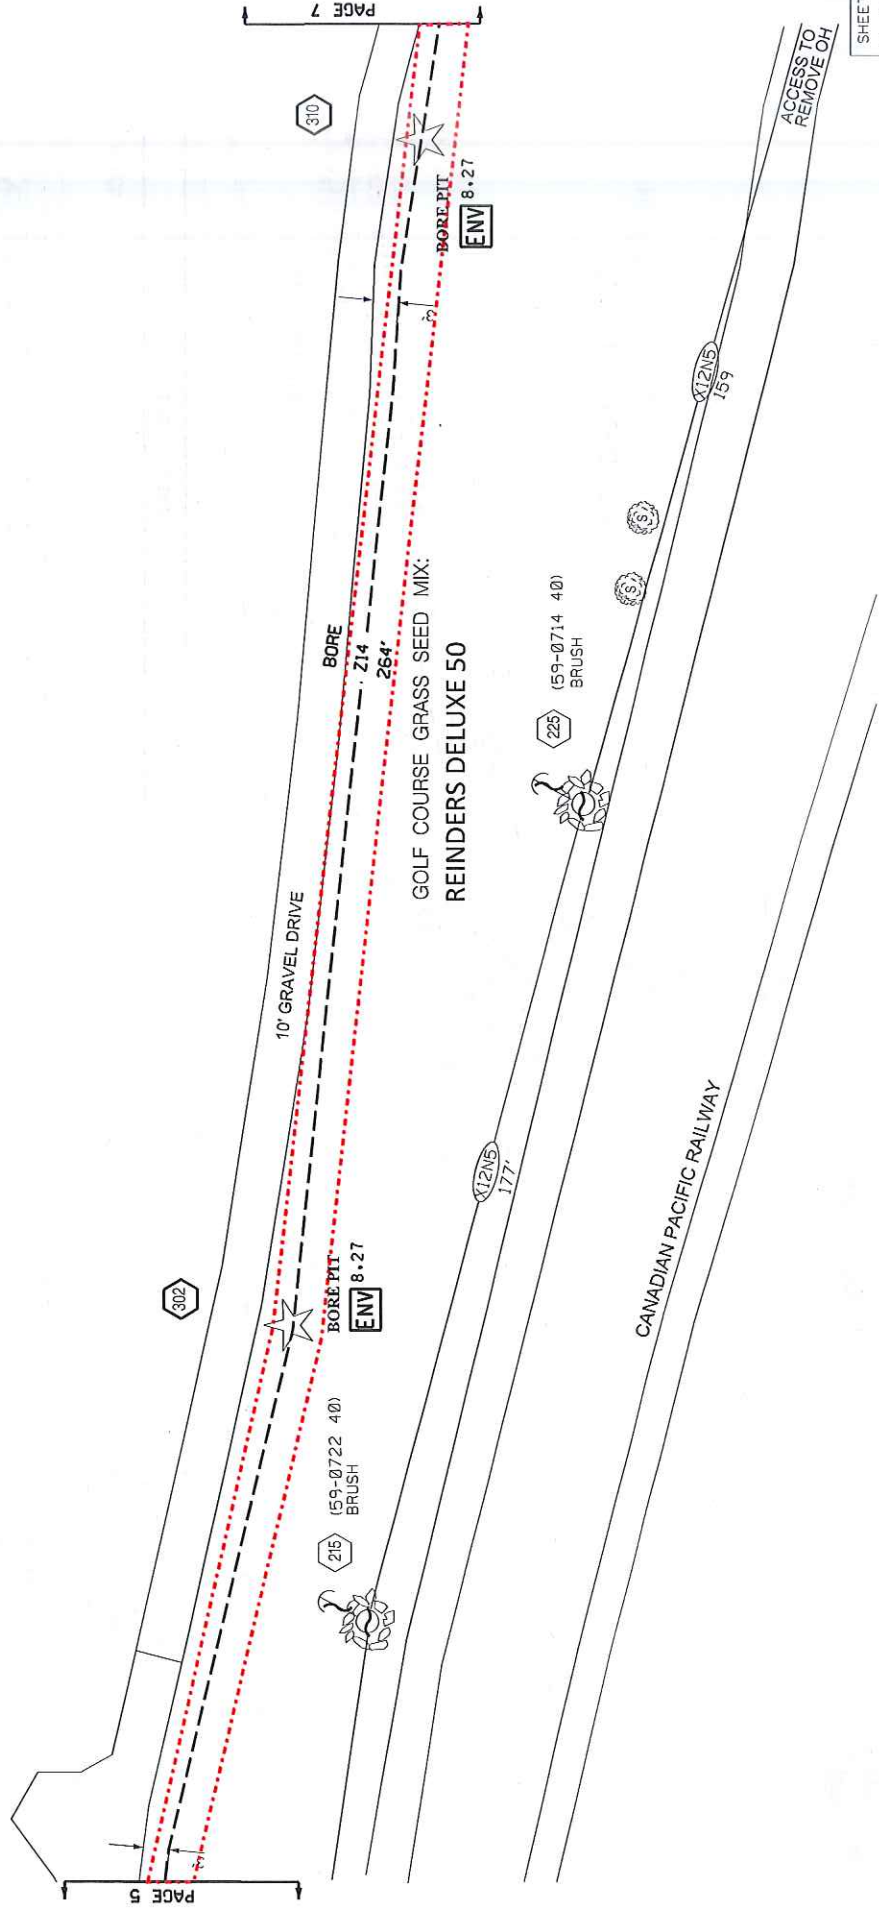 PAGE 7
310
BORE PIT
ENV 8.27
3'
ACCESS TO
REMOVE OH
SHEET
X12N5
159
S
S
BORE
Z14
264'
GOLF COURSE GRASS SEED MIX:
REINDERS DELUXE 50
225
(59-0714 40)
BRUSH
10' GRAVEL DRIVE
X12N5
177'
CANADIAN PACIFIC RAILWAY
302
BORE PIT
ENV 8.27
215
(59-0722 40)
BRUSH
3'
PAGE 5